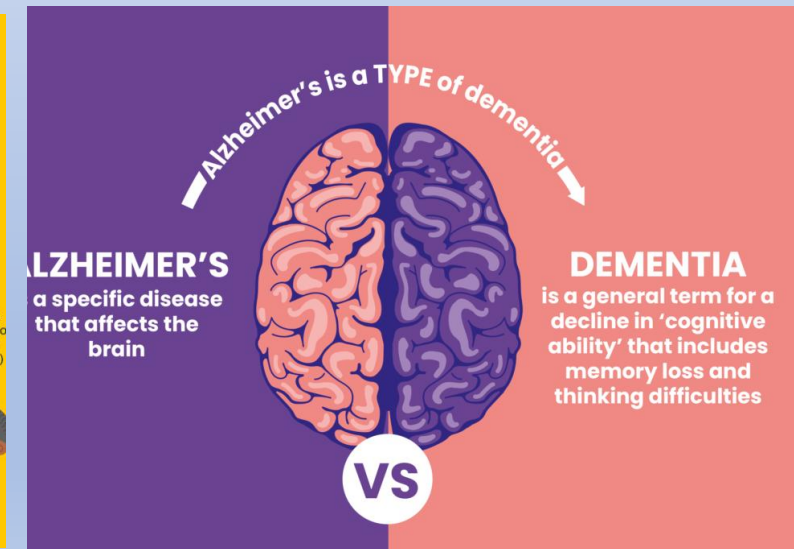 Alzheimer's is a TYPE of dementia
LZHEIMER'S
a specific disease
that affects the
brain
DEMENTIA
is a general term for a
decline in 'cognitive
ability' that includes
memory loss and
thinking difficulties
VS